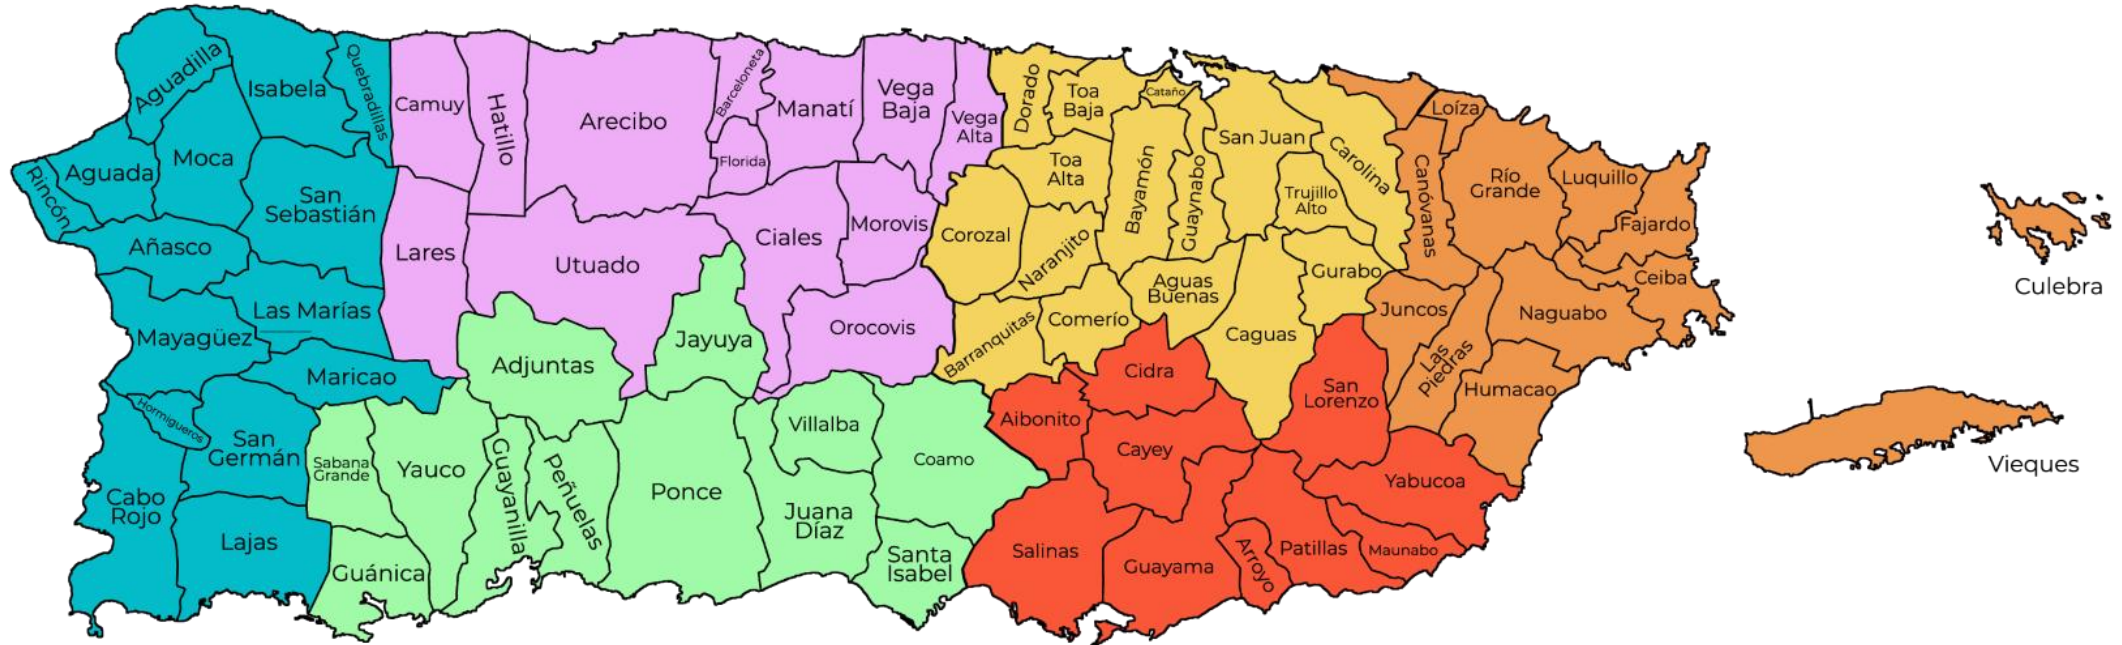 Aguadilla
Isabela
Quebradillas
Camuy
Hatillo
Arecibo
Barceloneta
Manatí
Vega
Baja
Vega
Alta
Dorado
Toa
Baja
Cataño
San Juan
Carolina
Loíza
Rincón
Aguada
Moca
San
Sebastián
Florida
Toa
Alta
Bayamón
Guaynabo
Trujillo
Alto
Canóvanas
Río
Grande
Luquillo
Fajardo
Añasco
Lares
Utuado
Ciales
Morovis
Corozal
Naranjito
Aguas
Buenas
Gurabo
Ceiba
Culebra
Mayagüez
Las Marías
Adjuntas
Jayuya
Orocovis
Barranquitas
Comerío
Caguas
Juncos
Las
Piedras
Naguabo
Maricao
Cidra
San
Lorenzo
Humacao
Hormigueros
San
Germán
Sabana
Grande
Yauco
Guayanilla
Peñuelas
Ponce
Villalba
Coamo
Aibonito
Cayey
Yabucoa
Vieques
Cabo
Rojo
Lajas
Guánica
Juana
Díaz
Santa
Isabel
Salinas
Guayama
Arroyo
Patillas
Maunabo